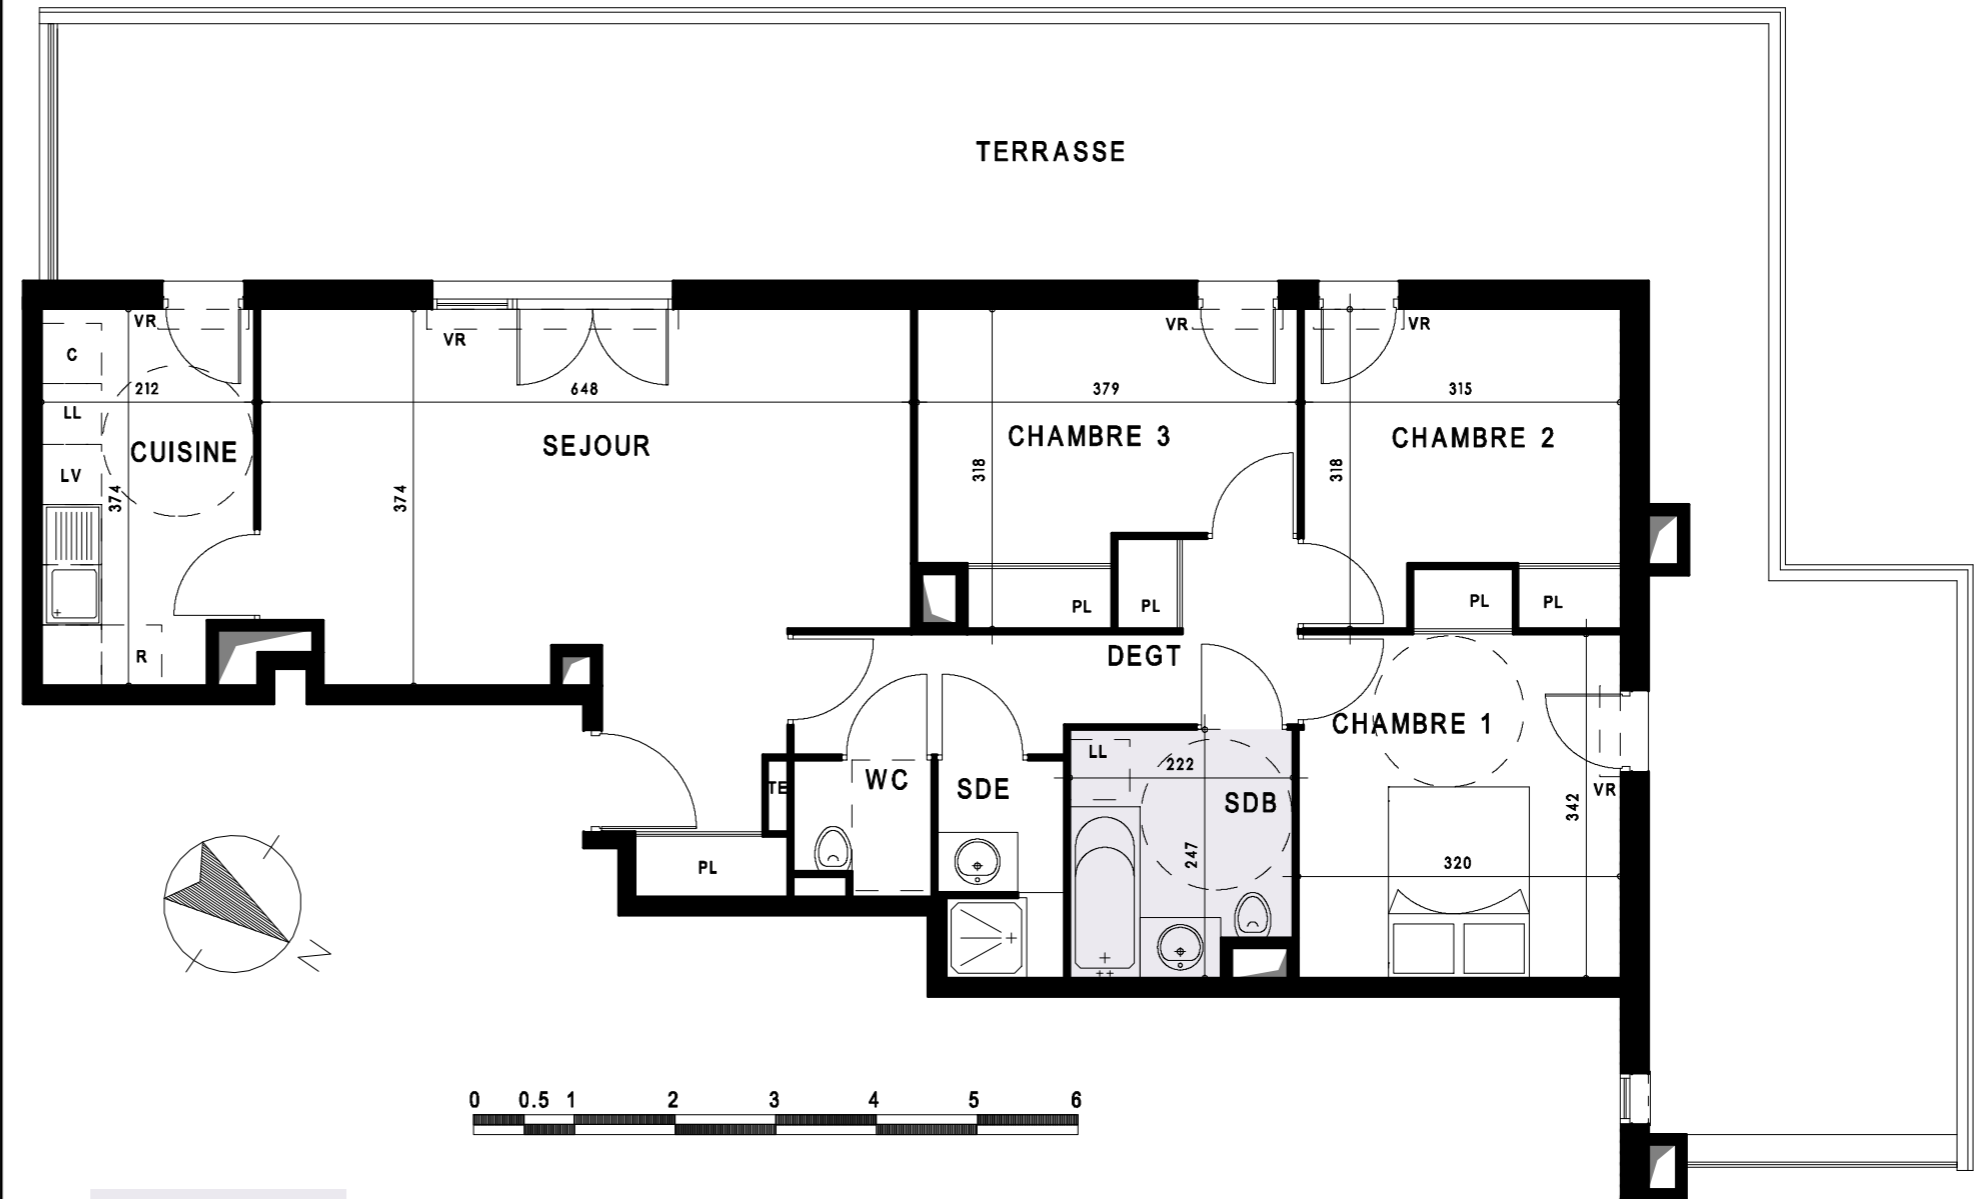 TERRASSE
VR
VR
VR
VR
C
212
648
379
315
LL
CUISINE
SEJOUR
CHAMBRE 3
CHAMBRE 2
LV
374
374
318
318
PL
PL
PL
PL
R
DEGT
CHAMBRE 1
LL
222
WC
SDE
TE
SDB
VR
342
247
320
PL
N
0 0.5 1 2 3 4 5 6